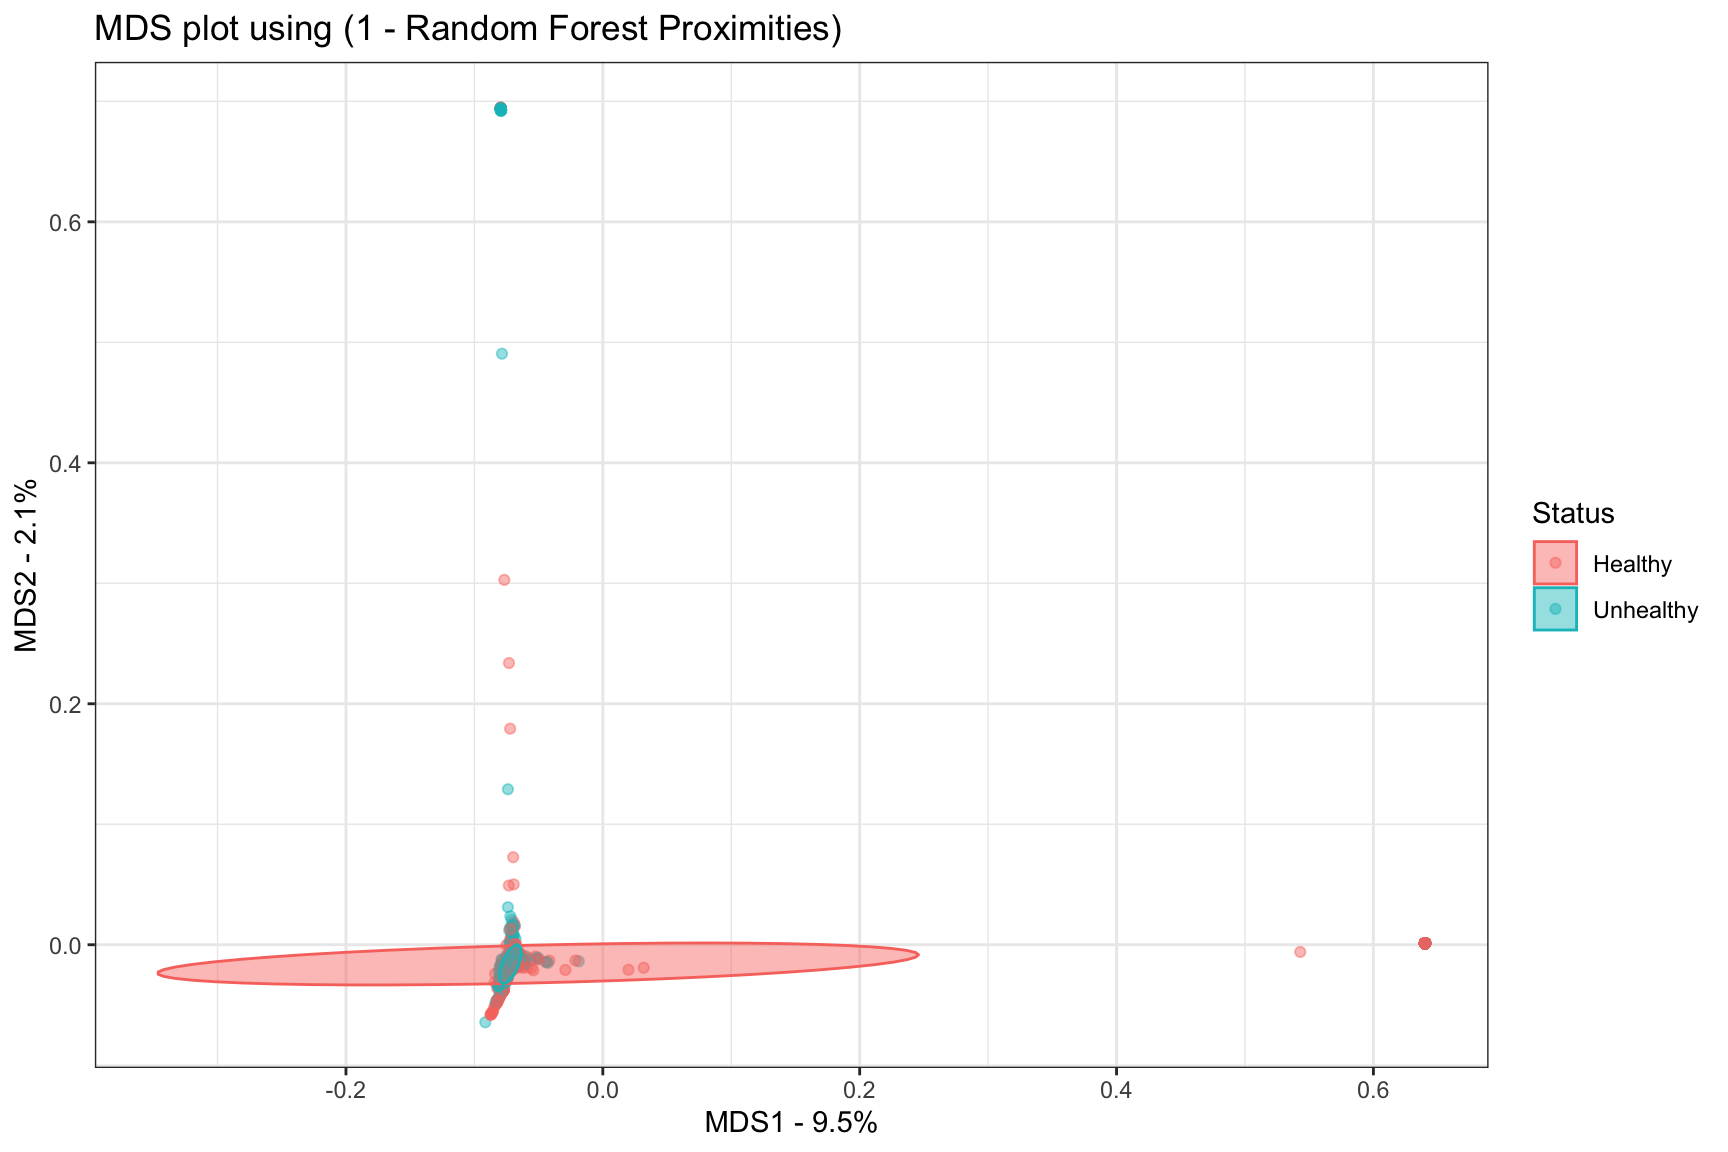 MDS plot using (1 - Random Forest Proximities)
MDS2 - 2.1%
0.6
0.4
0.2
0.0
-0.2 0.0 0.2 0.4 0.6
MDS1 - 9.5%
Status
Healthy
Unhealthy